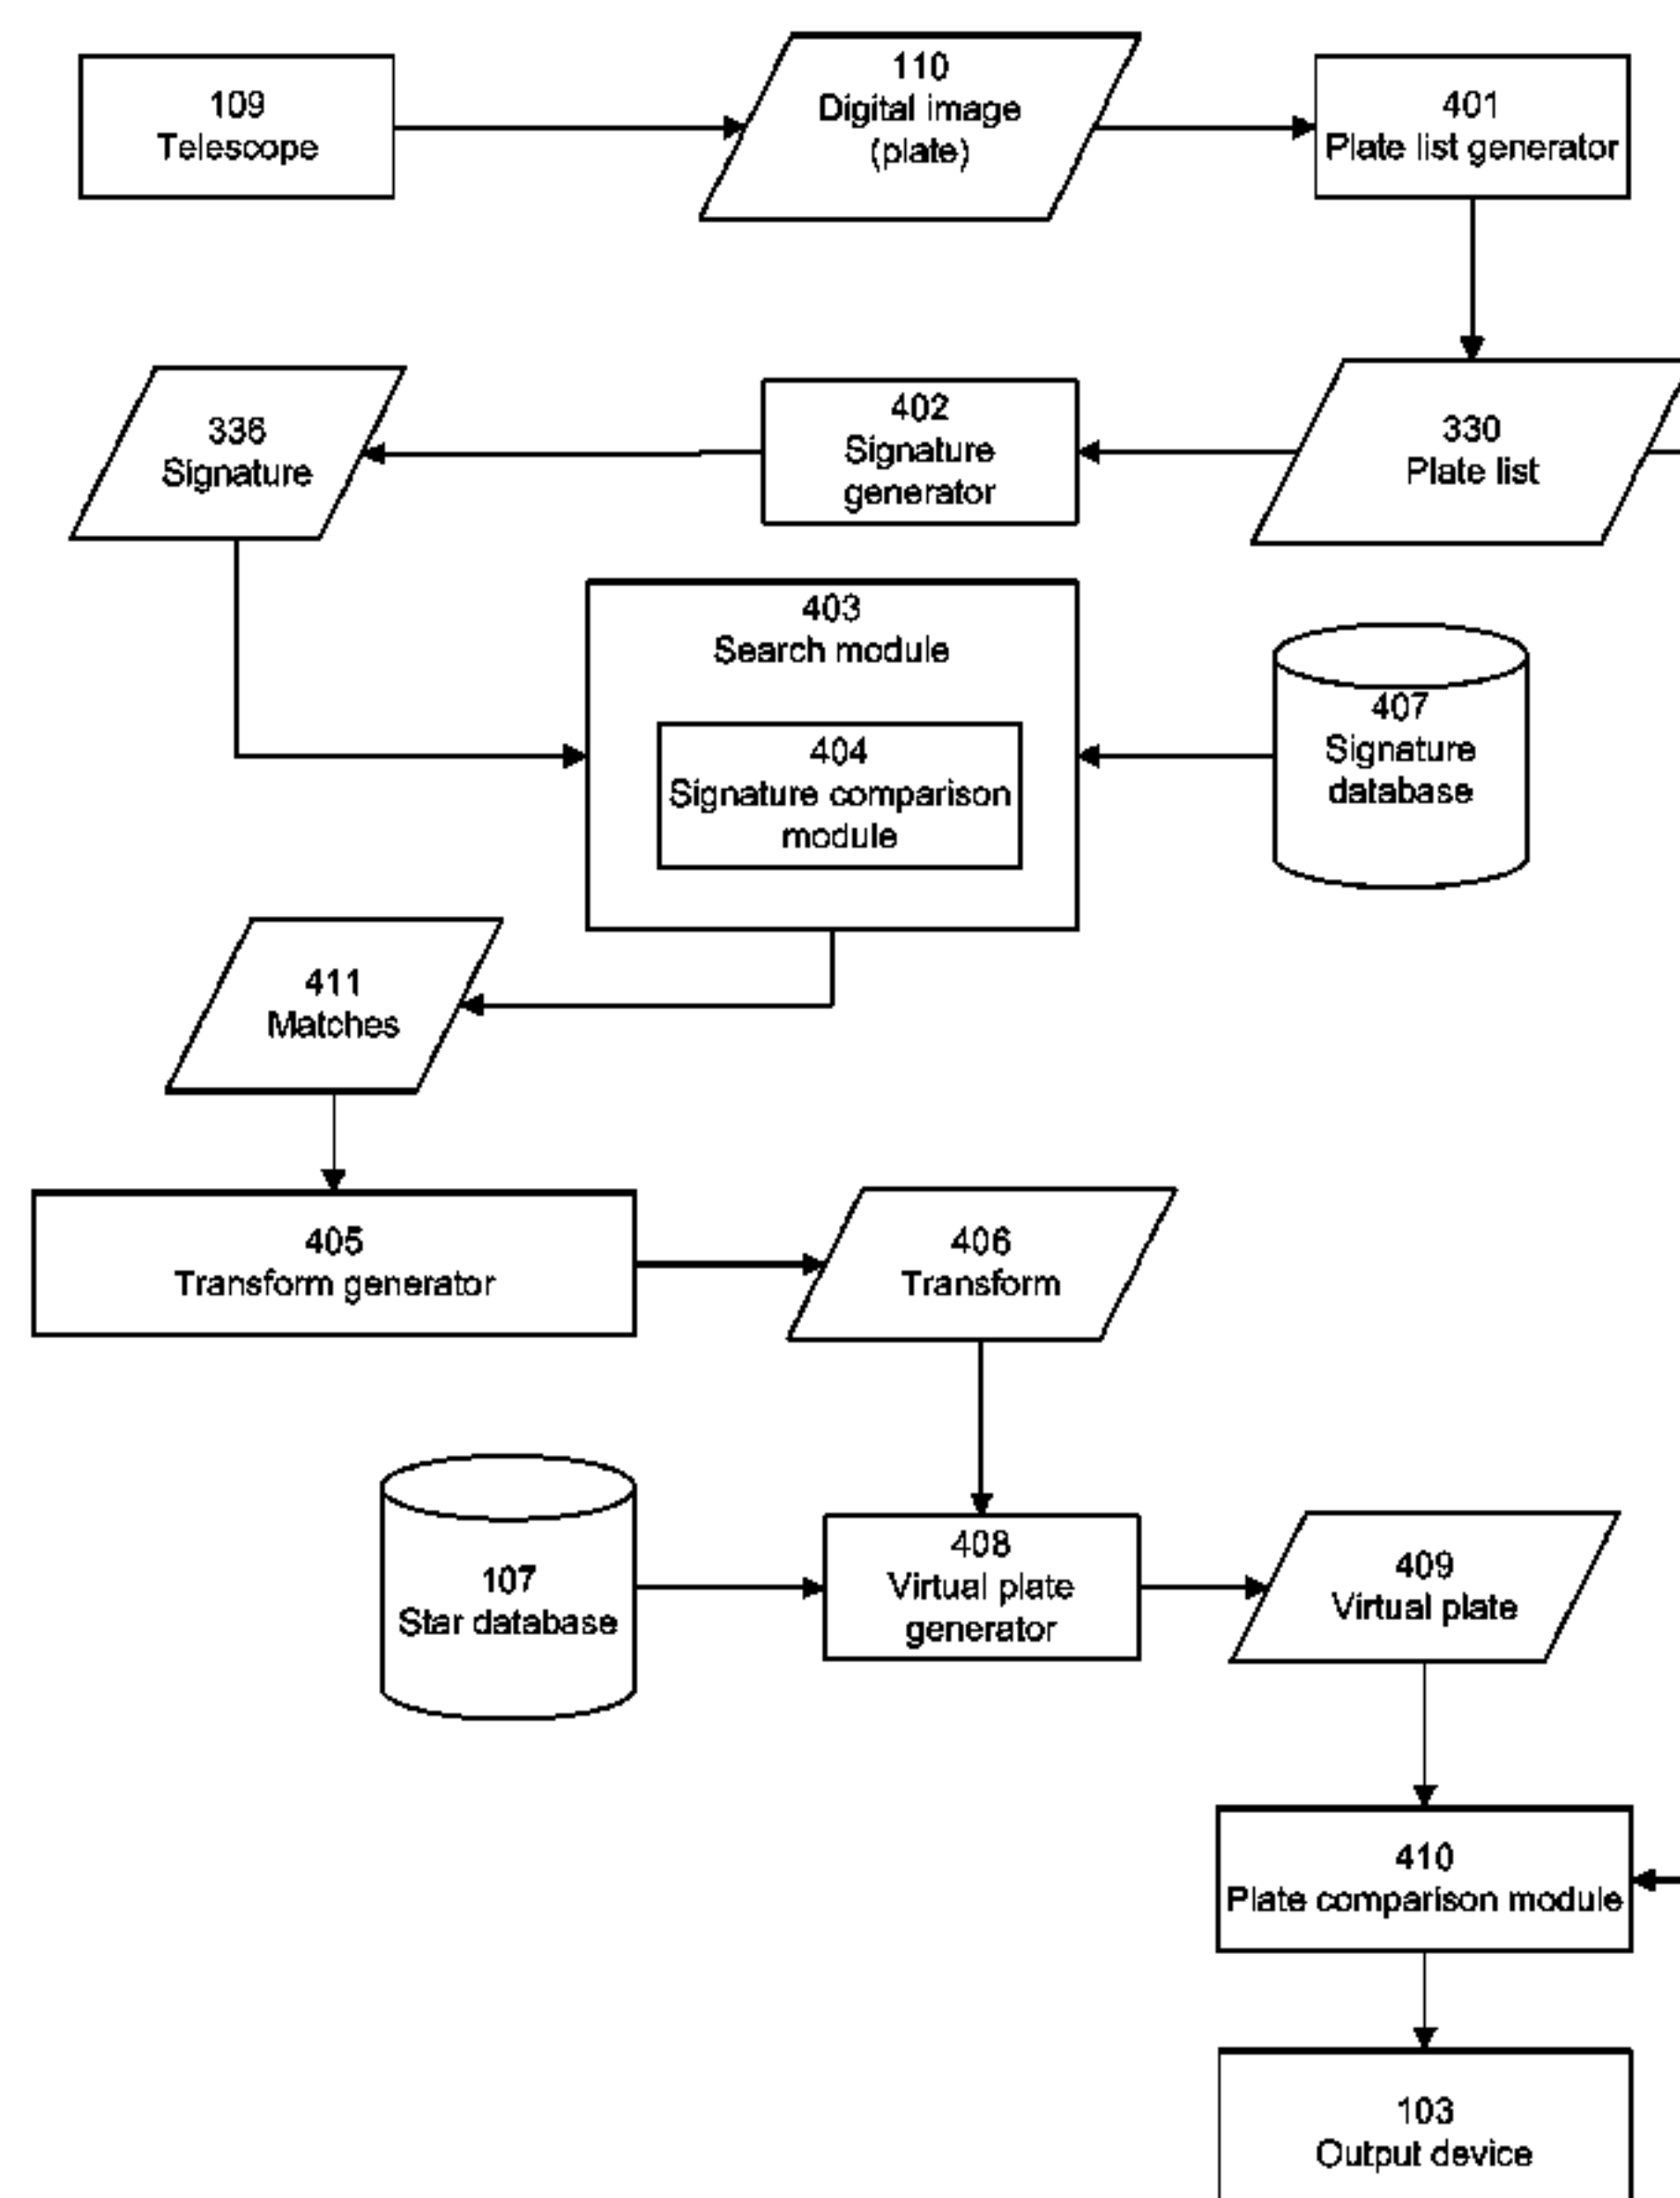 109
Telescope
110
Digital image
(plate)
401
Plate list generator
336
Signature
402
Signature
generator
330
Plate list
403
Search module
404
Signature comparison
module
407
Signature
database
411
Matches
405
Transform generator
406
Transform
107
Star database
408
Virtual plate
generator
409
Virtual plate
410
Plate comparison module
103
Output device